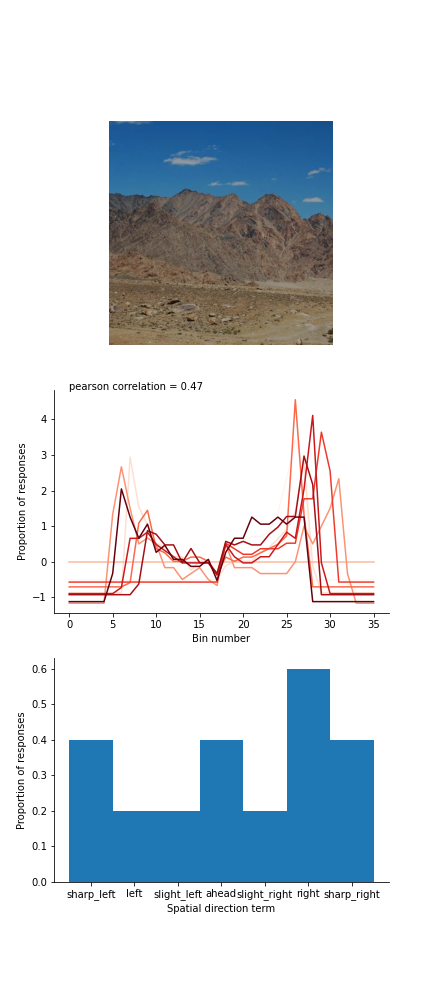 pearson correlation = 0.47
Proportion of responses
4
3
2
1
0
−1
0 5 10 15 20 25 30 35
Bin number
Proportion of responses
0.6
0.5
0.4
0.3
0.2
0.1
0.0
sharp_left left slight_left ahead slight_right right sharp_right
Spatial direction term